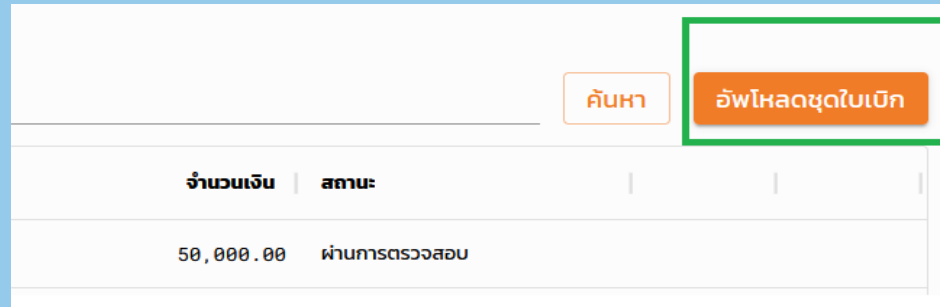 ค้นหา อัพโหลดชุดใบเบิก
จำนวนเงิน สถานะ
50,000.00 ผ่านการตรวจสอบ